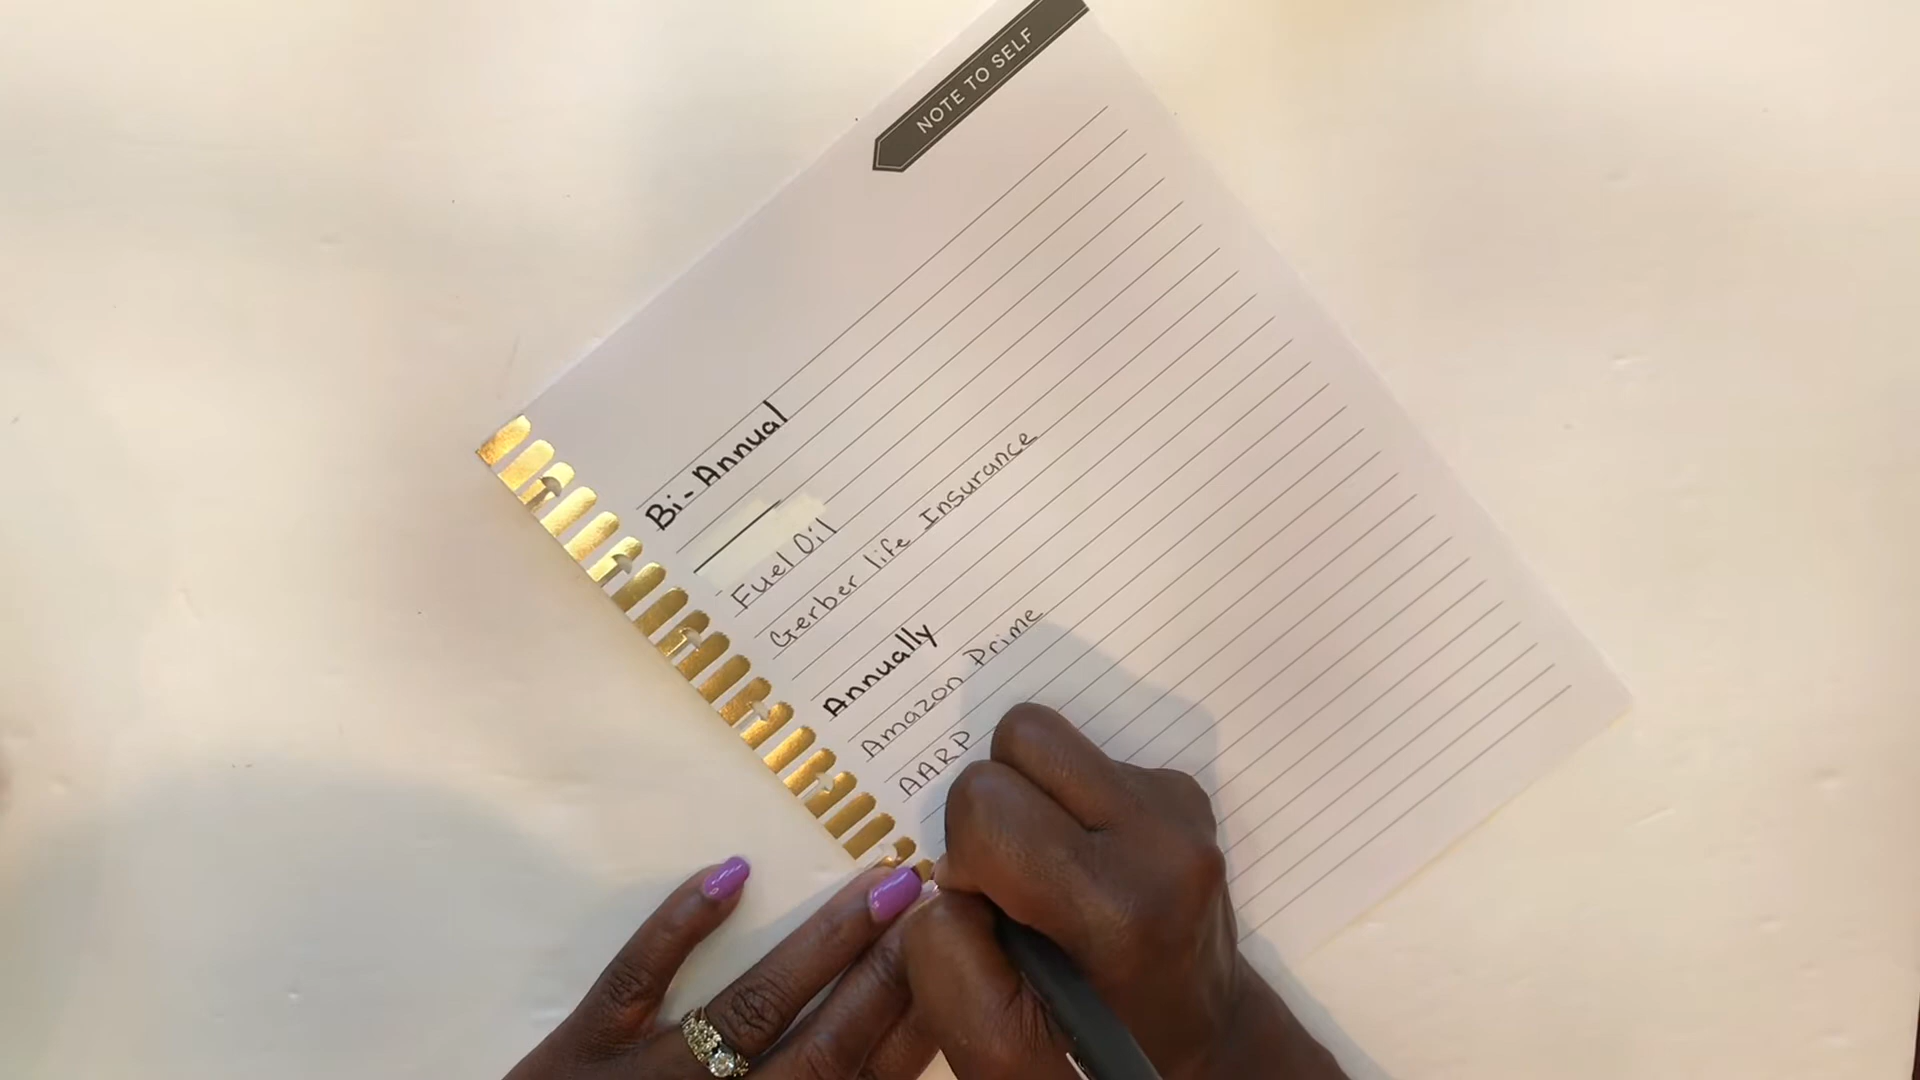 NOTE TO SELF
Bi-Annual
Fuel Oil
Gerber life Insurance
Annually
Amazon Prime
AARP